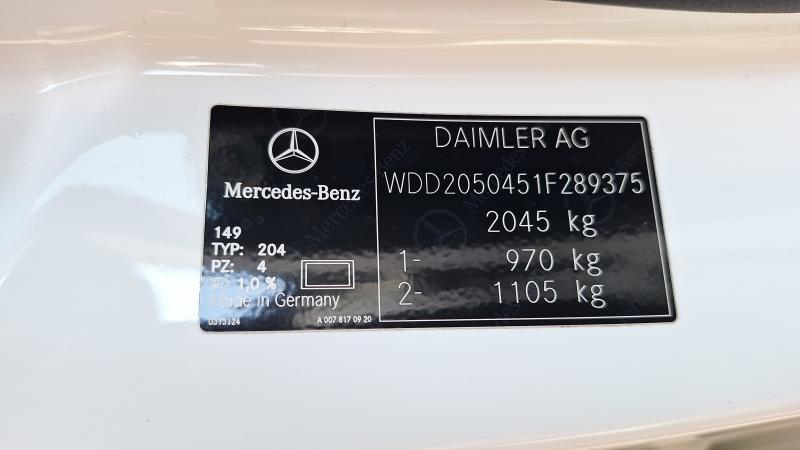 Mercedes-Benz
149
TYP: 204
PZ: 4
1,0 %
Made in Germany
0313124
A 007 817 09 20
DAIMLER AG
WDD2050451F289375
2045 kg
1- 970 kg
2- 1105 kg